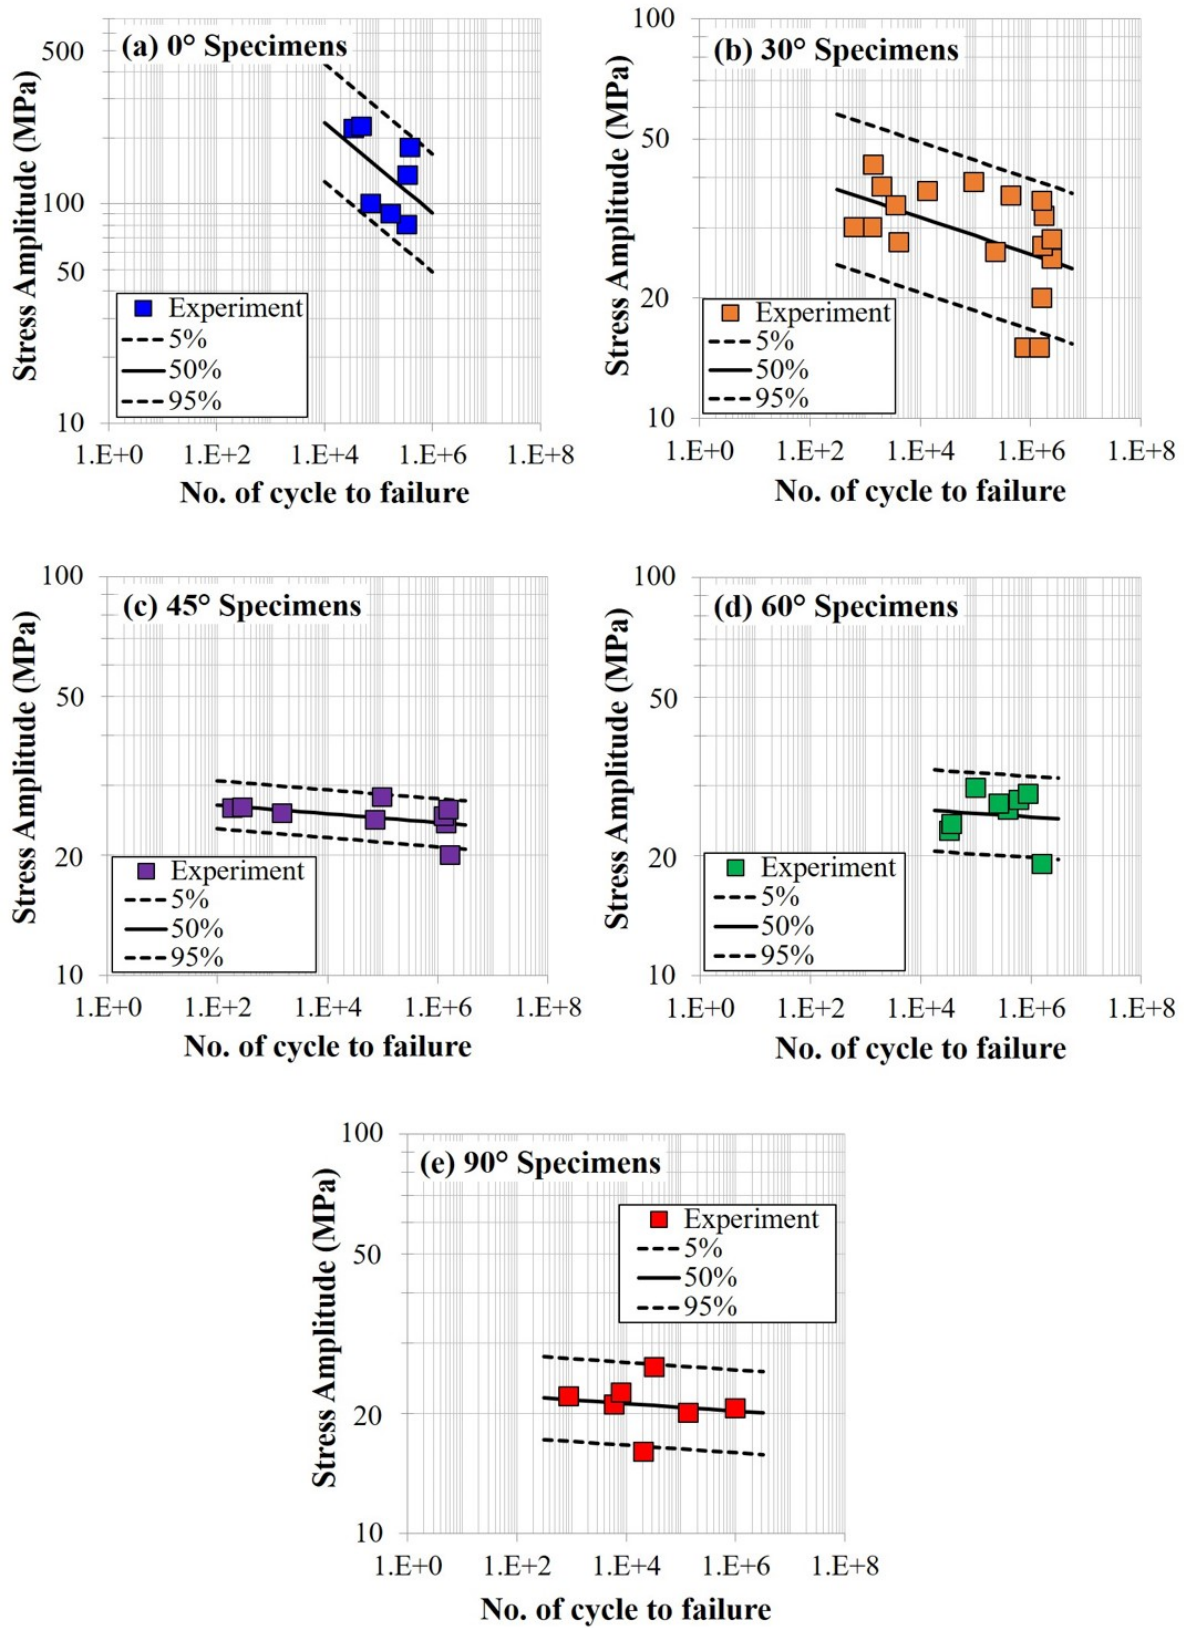 (a) 0° Specimens
500
100
50
10
Stress Amplitude (MPa)
Experiment
5%
50%
95%
1.E+0 1.E+2 1.E+4 1.E+6 1.E+8
No. of cycle to failure
(b) 30° Specimens
100
50
20
10
Stress Amplitude (MPa)
Experiment
5%
50%
95%
1.E+0 1.E+2 1.E+4 1.E+6 1.E+8
No. of cycle to failure
(c) 45° Specimens
100
50
20
10
Stress Amplitude (MPa)
Experiment
5%
50%
95%
1.E+0 1.E+2 1.E+4 1.E+6 1.E+8
No. of cycle to failure
(d) 60° Specimens
100
50
20
10
Stress Amplitude (MPa)
Experiment
5%
50%
95%
1.E+0 1.E+2 1.E+4 1.E+6 1.E+8
No. of cycle to failure
(e) 90° Specimens
100
50
20
10
Stress Amplitude (MPa)
Experiment
5%
50%
95%
1.E+0 1.E+2 1.E+4 1.E+6 1.E+8
No. of cycle to failure